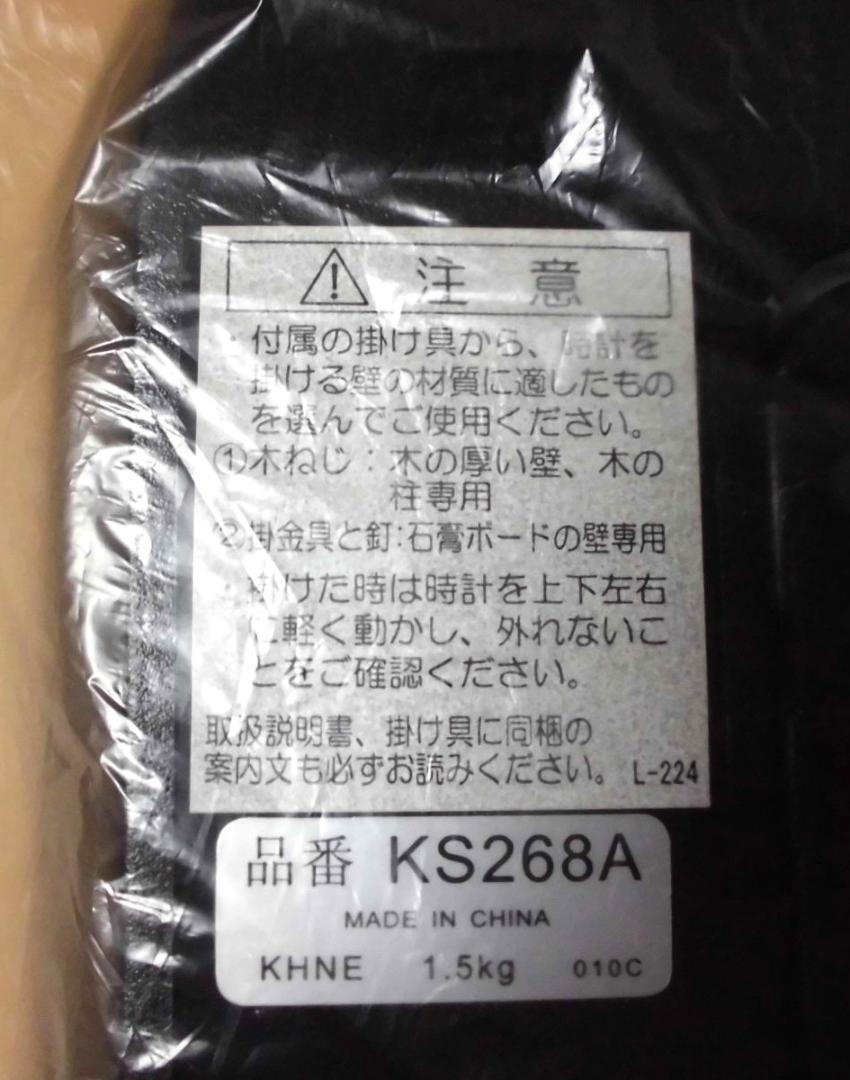 注 意
・付属の掛け具から、時計を
掛ける壁の材質に適したもの
を選んでご使用ください。
①木ねじ：木の厚い壁、木の
柱専用
②掛金具と釘：石膏ボードの壁専用
・掛けた時は時計を上下左右
に軽く動かし、外れないこ
とをご確認ください。
取扱説明書、掛け具に同梱の
案内文も必ずお読みください。 L-224
品番 KS268A
MADE IN CHINA
KHNE 1.5kg 010C